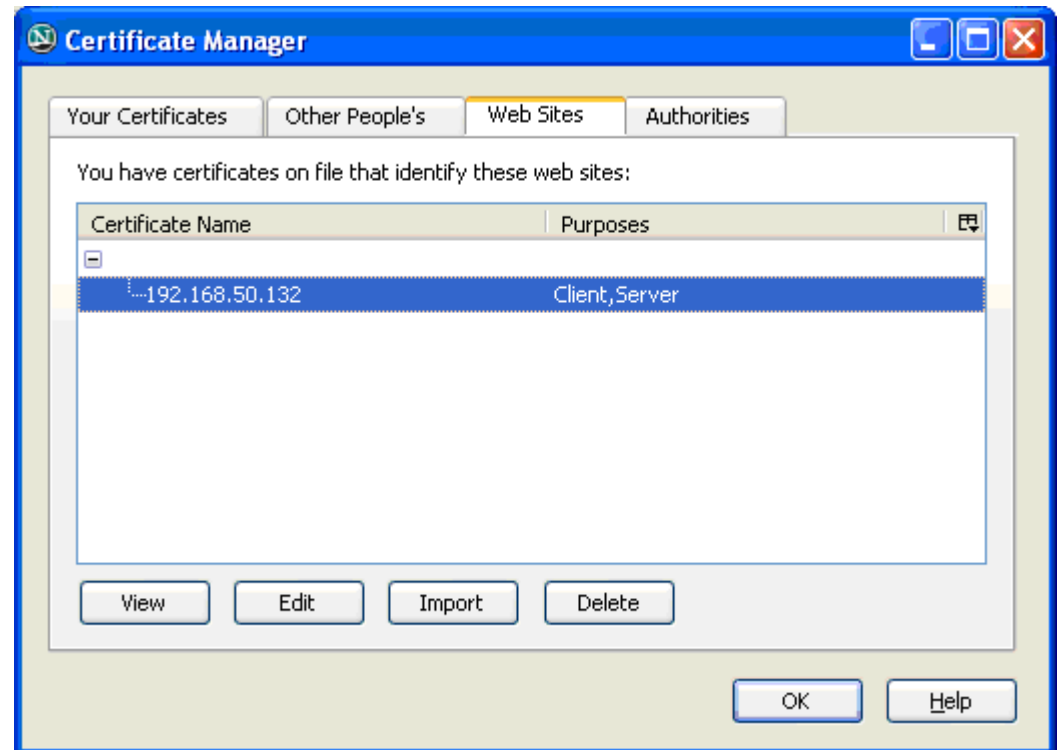 Certificate Manager
Your Certificates Other People's Web Sites Authorities
You have certificates on file that identify these web sites:
Certificate Name Purposes
192.168.50.132 Client,Server
View Edit Import Delete
OK Help